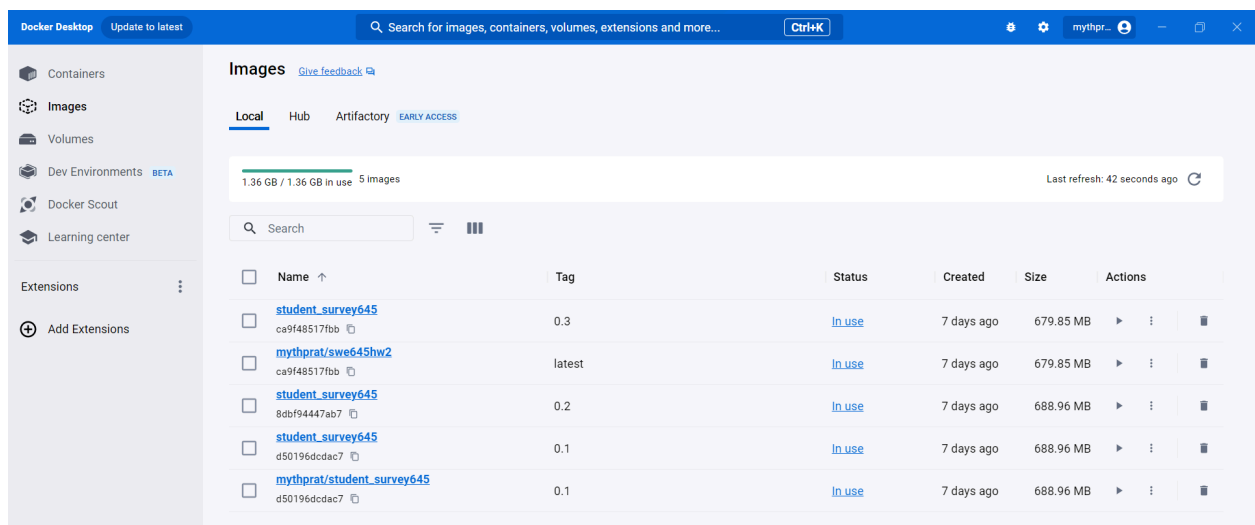 Docker Desktop Update to latest Search for images, containers, volumes, extensions and more... Ctrl+K mythpr...
Containers
Images
Volumes
Dev Environments BETA
Docker Scout
Learning center
Extensions
Add Extensions
Images Give feedback
Local Hub Artifactory EARLY ACCESS
1.36 GB / 1.36 GB in use 5 images Last refresh: 42 seconds ago
Search
Name Tag Status Created Size Actions
student_survey645
ca9f48517fbb 0.3 In use 7 days ago 679.85 MB
mythprat/swe645hw2
ca9f48517fbb latest In use 7 days ago 679.85 MB
student_survey645
8dbf94447ab7 0.2 In use 7 days ago 688.96 MB
student_survey645
d50196dcdac7 0.1 In use 7 days ago 688.96 MB
mythprat/student_survey645
d50196dcdac7 0.1 In use 7 days ago 688.96 MB